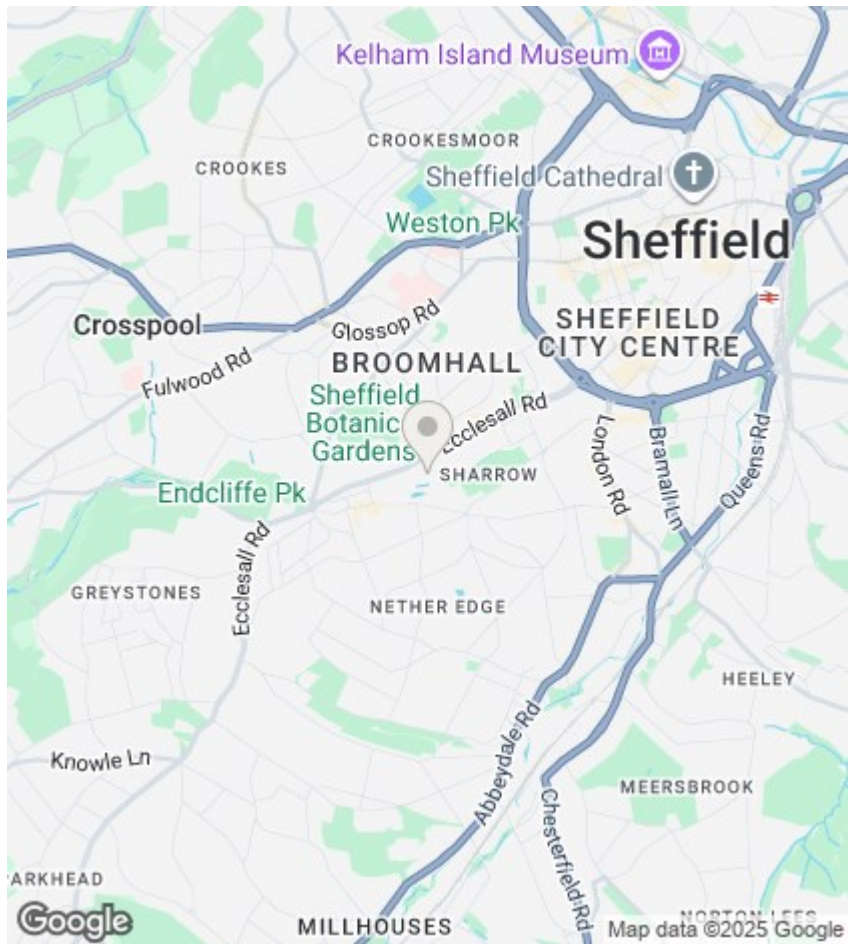 Kelham Island Museum
CROOKESMOOR
CROOKES
Sheffield Cathedral
Weston Pk
Sheffield
Crosspool
Glossop Rd
SHEFFIELD
CITY CENTRE
BROOMHALL
Fulwood Rd
Sheffield
Botanic
Gardens
Ecclesall Rd
London Rd
Bramall Ln
Queens Rd
SHARROW
Endcliffe Pk
Ecclesall Rd
GREYSTONES
NETHER EDGE
HEELEY
Abbeydale Rd
Knowle Ln
MEERSBROOK
Chesterfield Rd
ARKHEAD
NORTON LEES
MILLHOUSES
Google
Map data ©2025 Google